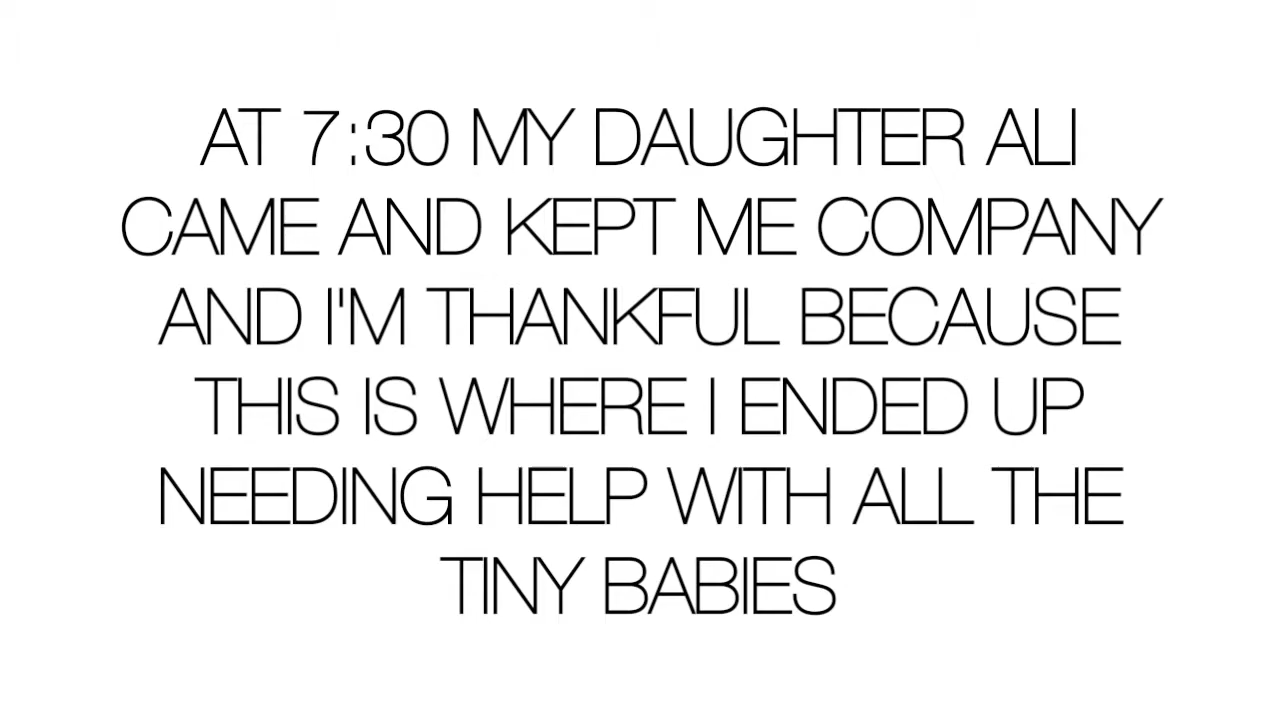 AT 7:30 MY DAUGHTER ALI
CAME AND KEPT ME COMPANY
AND I'M THANKFUL BECAUSE
THIS IS WHERE I ENDED UP
NEEDING HELP WITH ALL THE
TINY BABIES